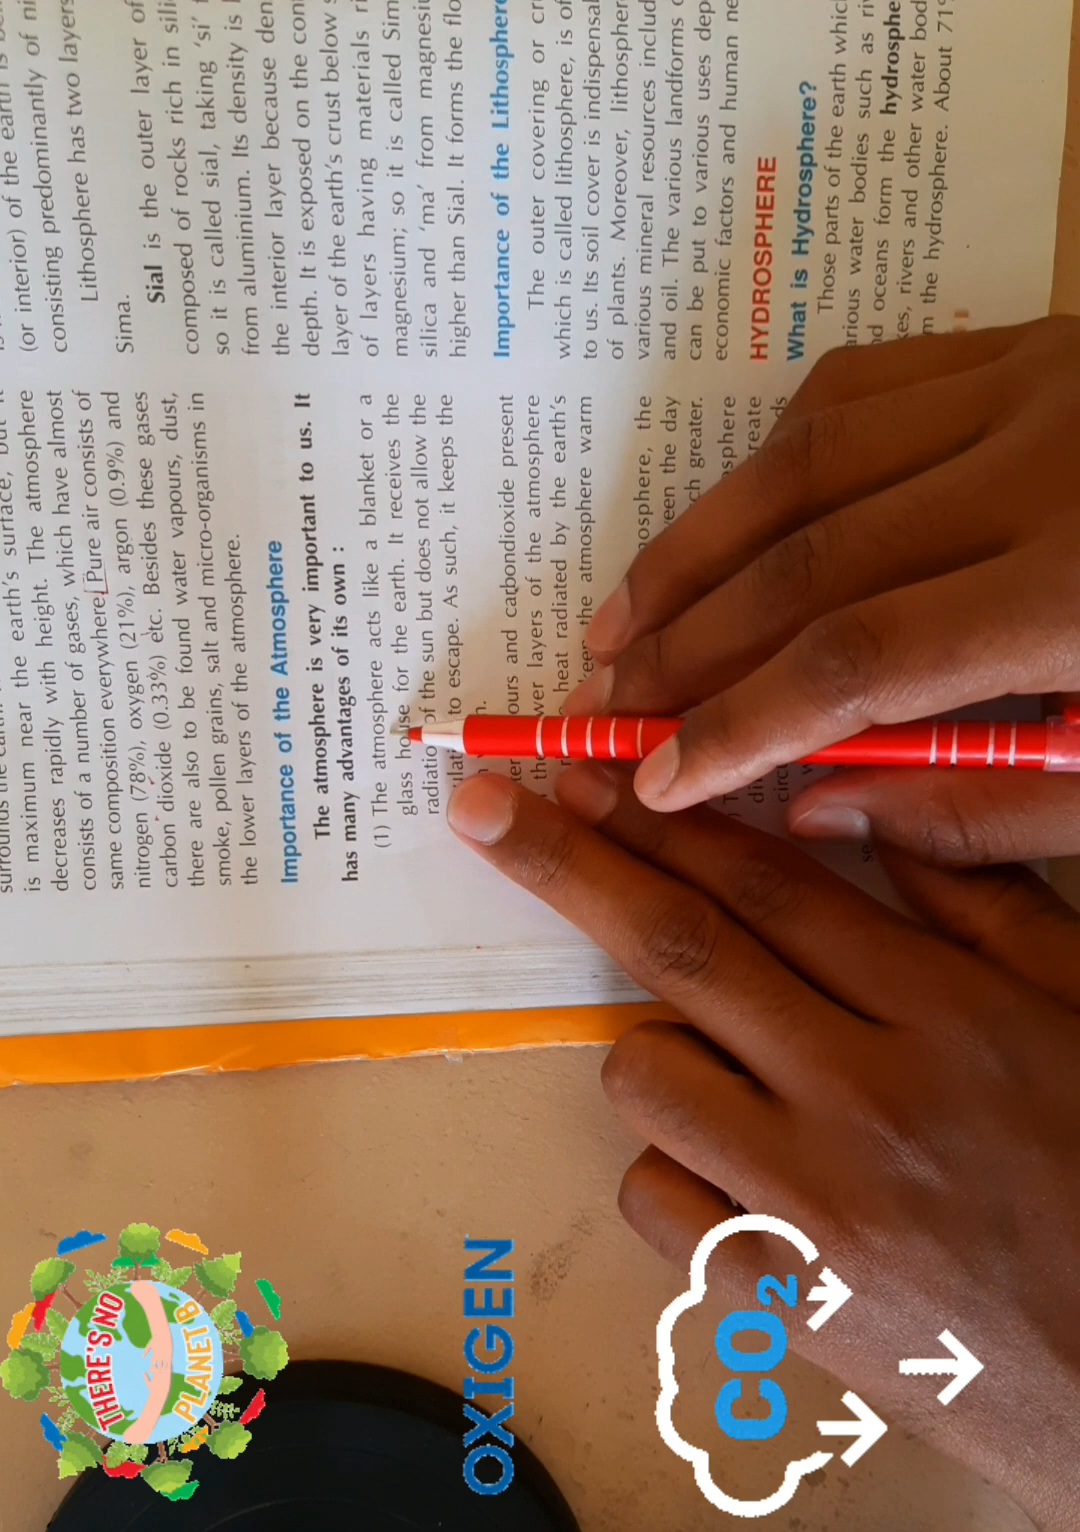 is maximum near the earth's surface, but it
decreases rapidly with height. The atmosphere
consists of a number of gases, which have almost
same composition everywhere. Pure air consists of
nitrogen (78%), oxygen (21%), argon (0.9%) and
carbon dioxide (0.33%) etc. Besides these gases
there are also to be found water vapours, dust,
smoke, pollen grains, salt and micro-organisms in
the lower layers of the atmosphere.
Importance of the Atmosphere
The atmosphere is very important to us. It
has many advantages of its own :
(1) The atmosphere acts like a blanket or a
glass house for the earth. It receives the
of the sun but does not allow the
to escape. As such, it keeps the
ours and carbondioxide present
wer layers of the atmosphere
heat radiated by the earth's
the atmosphere warm
osphere, the
een the day
ch greater.
sphere
reate
ds
(or interior) of the earth is
consisting predominantly of ni
Lithosphere has two layers
Sima.
Sial is the outer layer of
composed of rocks rich in sili
so it is called sial, taking 'si' f
from aluminium. Its density is l
the interior layer because den
depth. It is exposed on the con
layer of the earth's crust below s
of layers having materials ri
magnesium; so it is called Sim
silica and 'ma' from magnesiu
higher than Sial. It forms the flo
Importance of the Lithosphere
The outer covering or cr
which is called lithosphere, is of
to us. Its soil cover is indispensal
of plants. Moreover, lithospher
various mineral resources includ
and oil. The various landforms o
can be put to various uses dep
economic factors and human ne
HYDROSPHERE
What is Hydrosphere?
Those parts of the earth whic
arious water bodies such as riv
nd oceans form the hydrosphe
kes, rivers and other water bod
m the hydrosphere. About 71%
THERE'S NO
PLANET B
OXIGEN
CO2